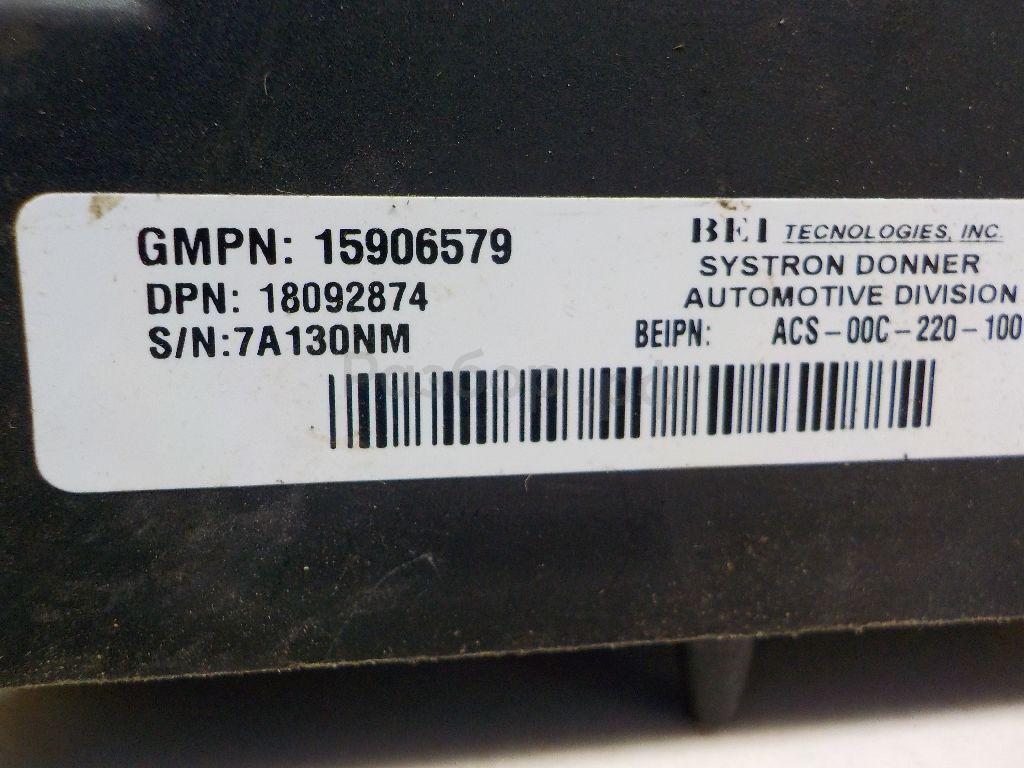 GMPN: 15906579
DPN: 18092874
S/N:7A130NM
BEI TECNOLOGIES, INC.
SYSTRON DONNER
AUTOMOTIVE DIVISION
BEIPN: ACS-00C-220-100